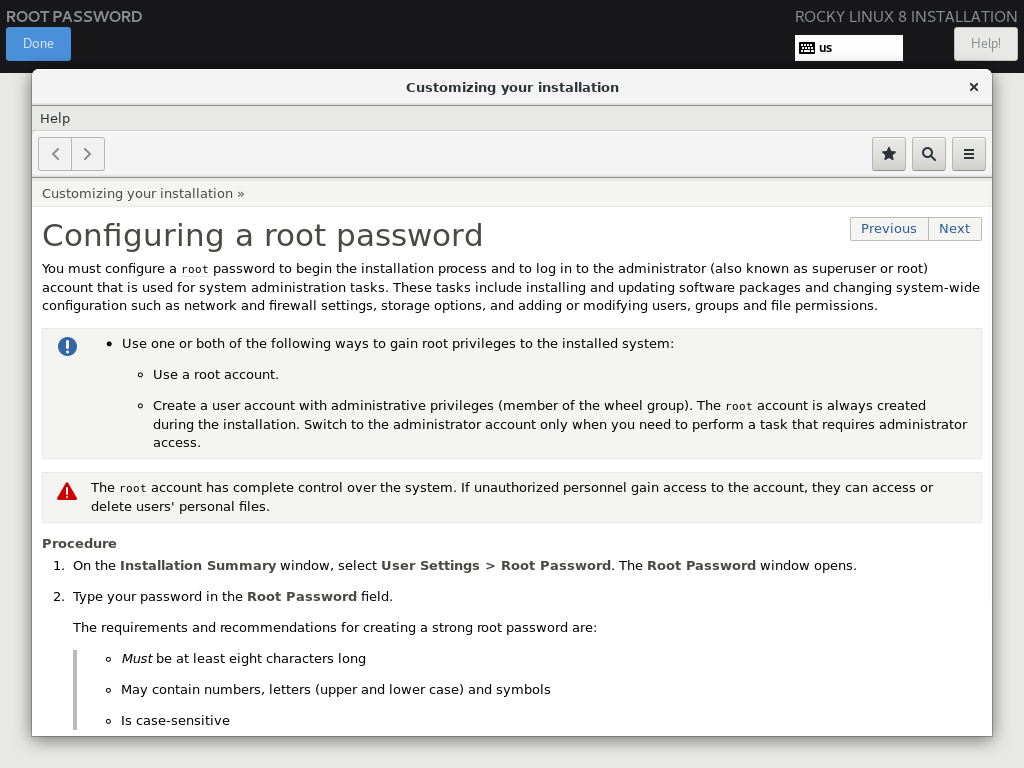 ROOT PASSWORD
ROCKY LINUX 8 INSTALLATION
Done
us
Help!
Customizing your installation
Help
Customizing your installation »
Configuring a root password
Previous
Next
You must configure a root password to begin the installation process and to log in to the administrator (also known as superuser or root)
account that is used for system administration tasks. These tasks include installing and updating software packages and changing system-wide
configuration such as network and firewall settings, storage options, and adding or modifying users, groups and file permissions.
• Use one or both of the following ways to gain root privileges to the installed system:
◦ Use a root account.
◦ Create a user account with administrative privileges (member of the wheel group). The root account is always created
during the installation. Switch to the administrator account only when you need to perform a task that requires administrator
access.
The root account has complete control over the system. If unauthorized personnel gain access to the account, they can access or
delete users' personal files.
Procedure
1. On the Installation Summary window, select User Settings > Root Password. The Root Password window opens.
2. Type your password in the Root Password field.
The requirements and recommendations for creating a strong root password are:
◦ Must be at least eight characters long
◦ May contain numbers, letters (upper and lower case) and symbols
◦ Is case-sensitive